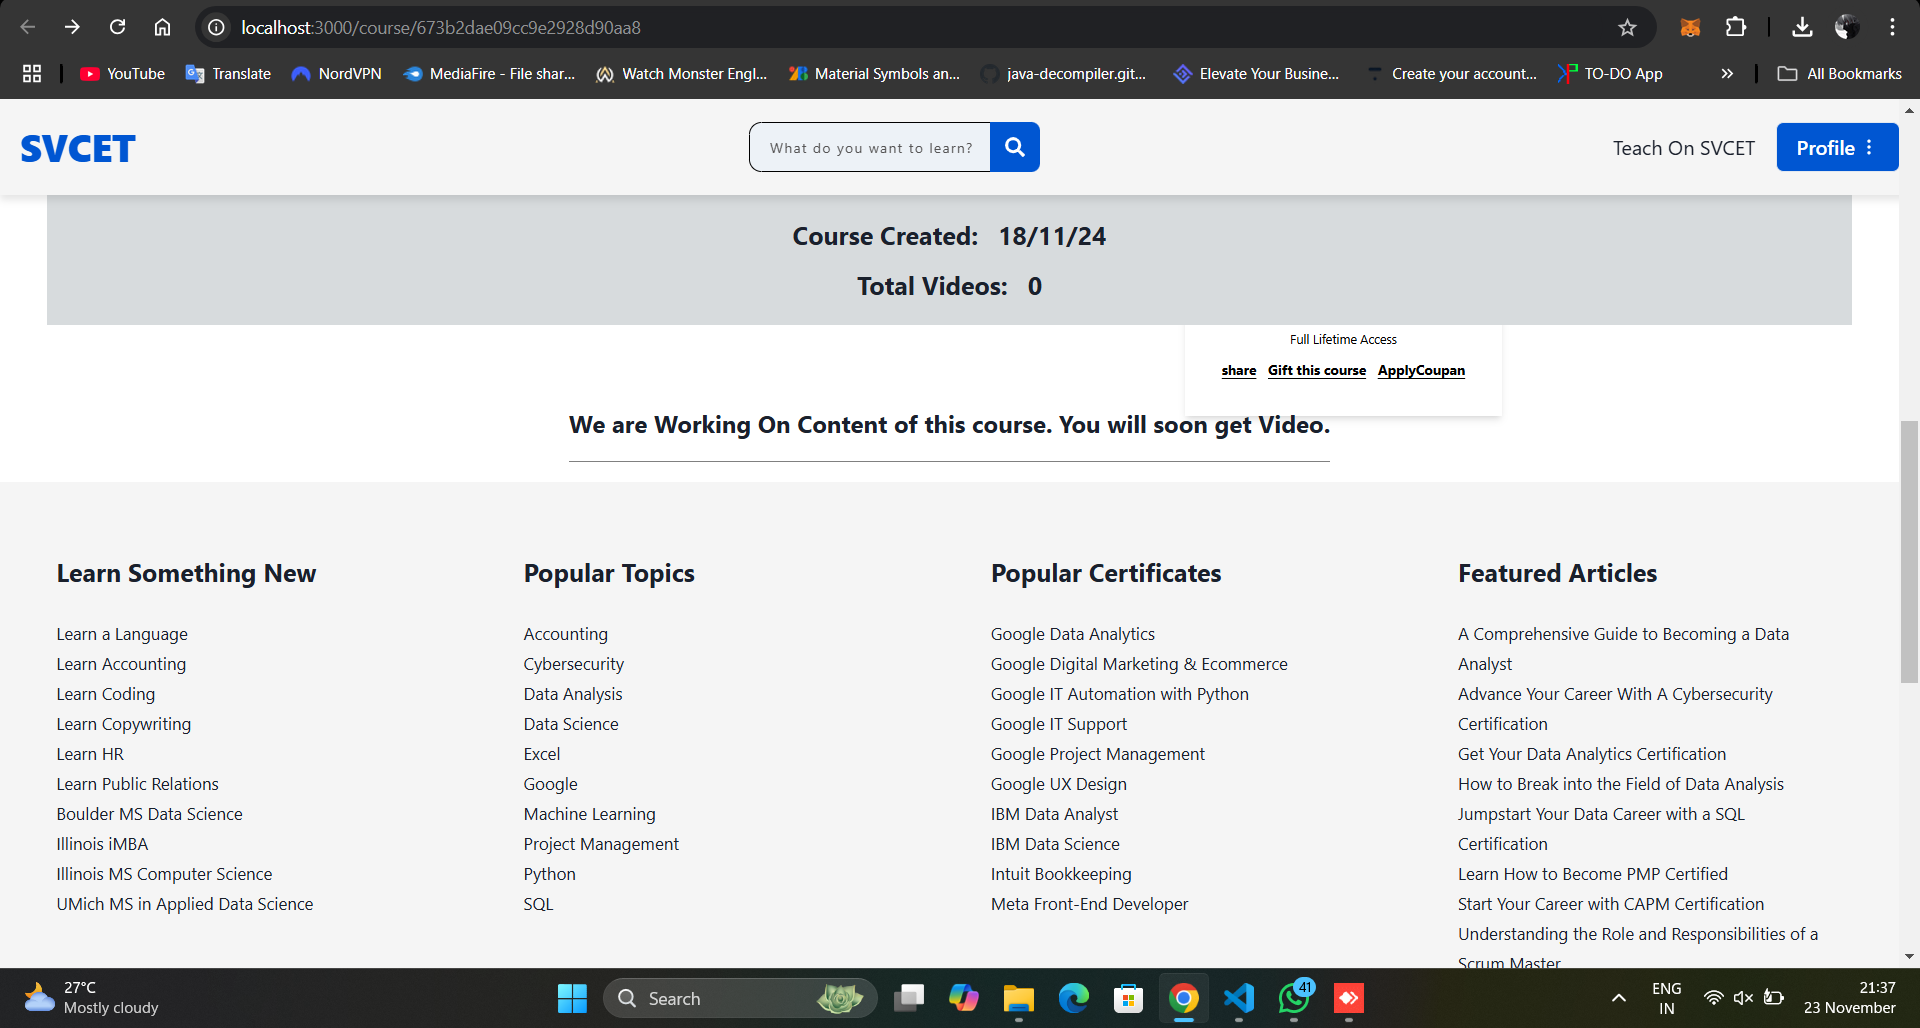 localhost:3000/course/673b2dae09cc9e2928d90aa8
YouTube
Translate
NordVPN
MediaFire - File shar...
Watch Monster Engl...
Material Symbols an...
java-decompiler.git...
Elevate Your Busine...
Create your account...
TO-DO App
All Bookmarks
SVCET
What do you want to learn?
Teach On SVCET
Profile
Course Created: 18/11/24
Total Videos: 0
Full Lifetime Access
share Gift this course ApplyCoupan
We are Working On Content of this course. You will soon get Video.
Learn Something New
Learn a Language
Learn Accounting
Learn Coding
Learn Copywriting
Learn HR
Learn Public Relations
Boulder MS Data Science
Illinois iMBA
Illinois MS Computer Science
UMich MS in Applied Data Science
Popular Topics
Accounting
Cybersecurity
Data Analysis
Data Science
Excel
Google
Machine Learning
Project Management
Python
SQL
Popular Certificates
Google Data Analytics
Google Digital Marketing & Ecommerce
Google IT Automation with Python
Google IT Support
Google Project Management
Google UX Design
IBM Data Analyst
IBM Data Science
Intuit Bookkeeping
Meta Front-End Developer
Featured Articles
A Comprehensive Guide to Becoming a Data
Analyst
Advance Your Career With A Cybersecurity
Certification
Get Your Data Analytics Certification
How to Break into the Field of Data Analysis
Jumpstart Your Data Career with a SQL
Certification
Learn How to Become PMP Certified
Start Your Career with CAPM Certification
Understanding the Role and Responsibilities of a
Scrum Master
27°C
Mostly cloudy
Search
41
ENG
IN
21:37
23 November